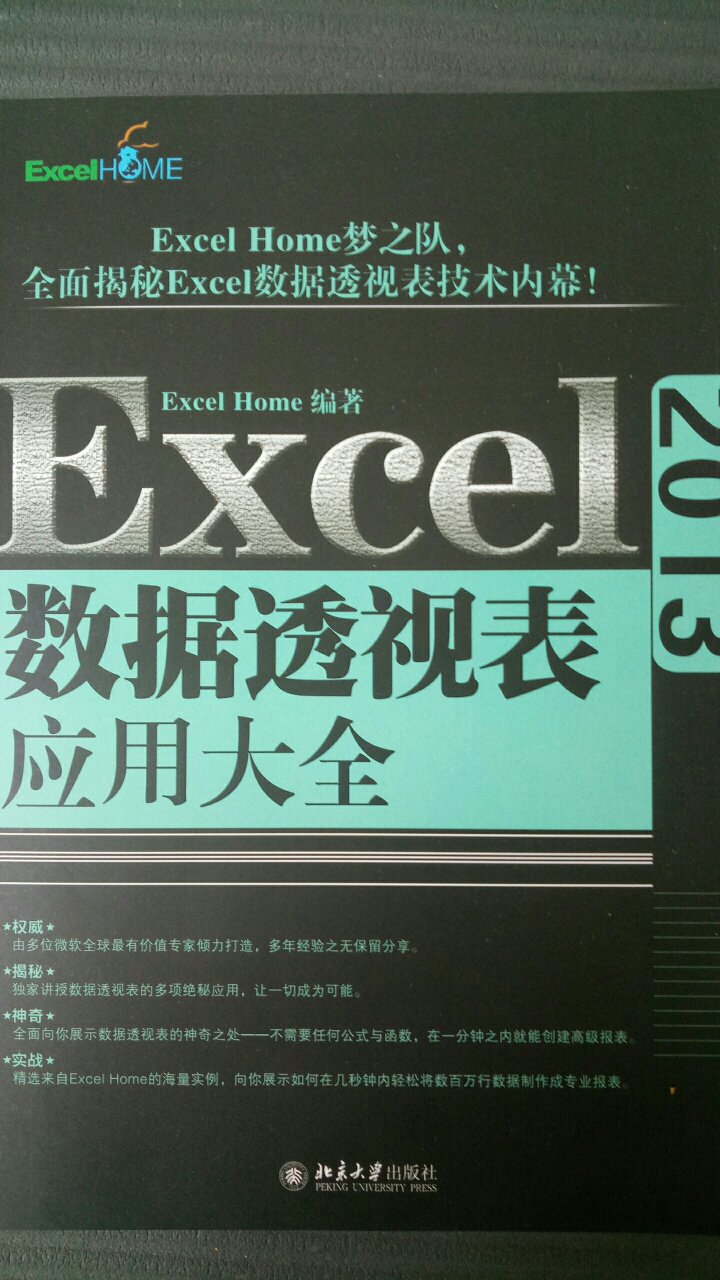 ExcelHOME
Excel Home梦之队，
全面揭秘Excel数据透视表技术内幕！
Excel Home 编著
Excel
2013
数据透视表
应用大全
★权威★
由多位微软全球最有价值专家倾力打造，多年经验之无保留分享。
★揭秘★
独家讲授数据透视表的多项绝秘应用，让一切成为可能。
★神奇★
全面向你展示数据透视表的神奇之处——不需要任何公式与函数，在一分钟之内就能创建高级报表。
★实战★
精选来自Excel Home的海量实例，向你展示如何在几秒钟内轻松将数百万行数据制作成专业报表。
北京大学出版社
PEKING UNIVERSITY PRESS